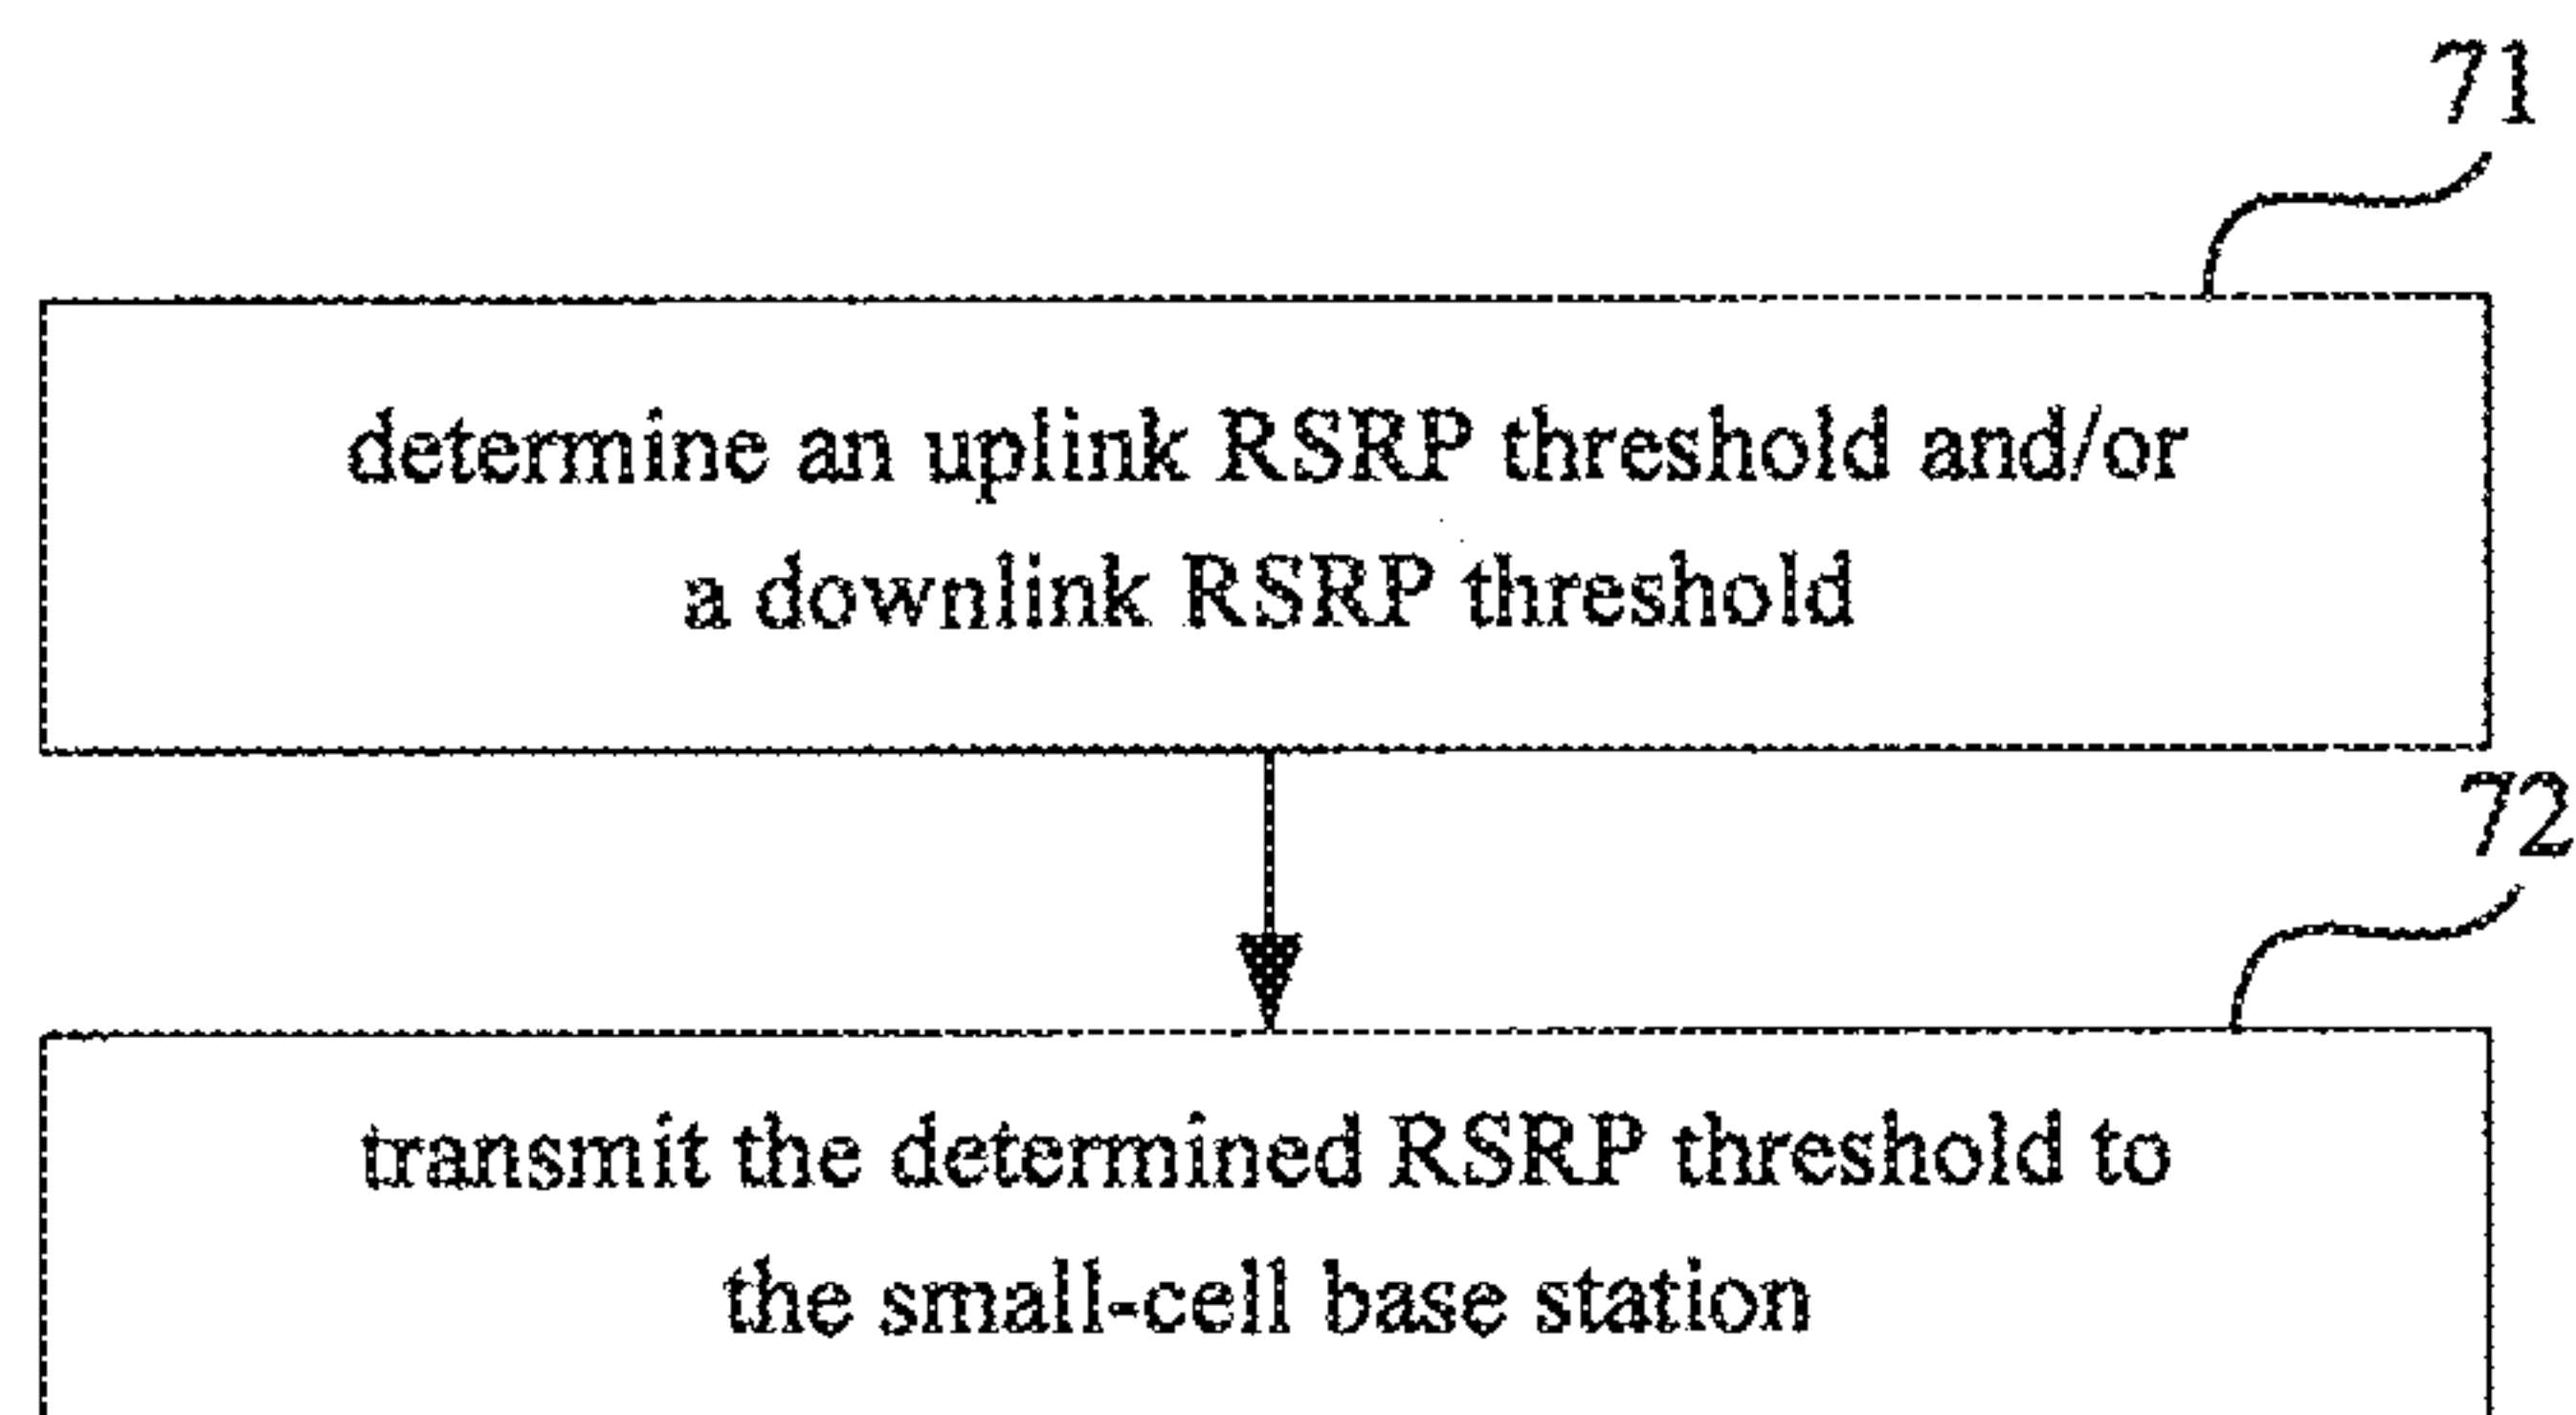 71
determine an uplink RSRP threshold and/or
a downlink RSRP threshold
72
transmit the determined RSRP threshold to
the small-cell base station